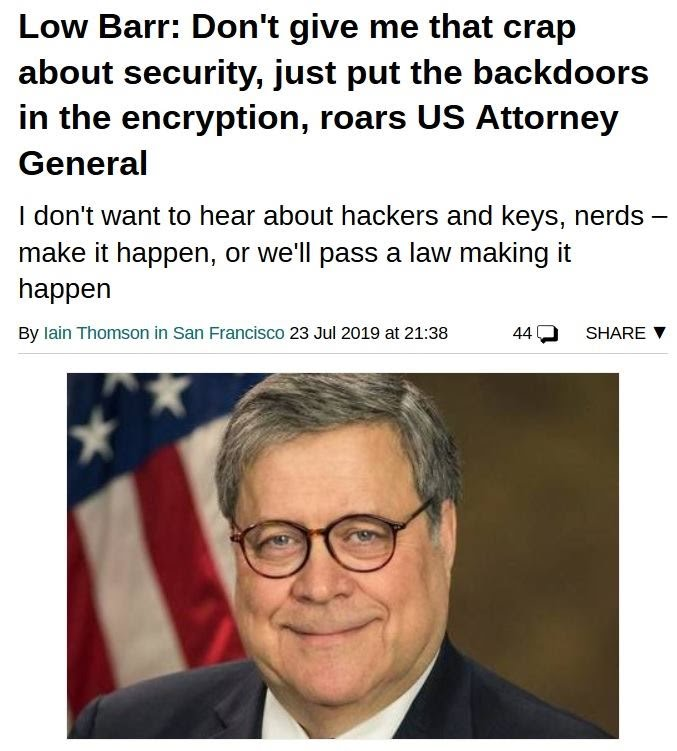 Low Barr: Don't give me that crap
about security, just put the backdoors
in the encryption, roars US Attorney
General
I don't want to hear about hackers and keys, nerds –
make it happen, or we'll pass a law making it
happen
By Iain Thomson in San Francisco 23 Jul 2019 at 21:38 44 SHARE ▼